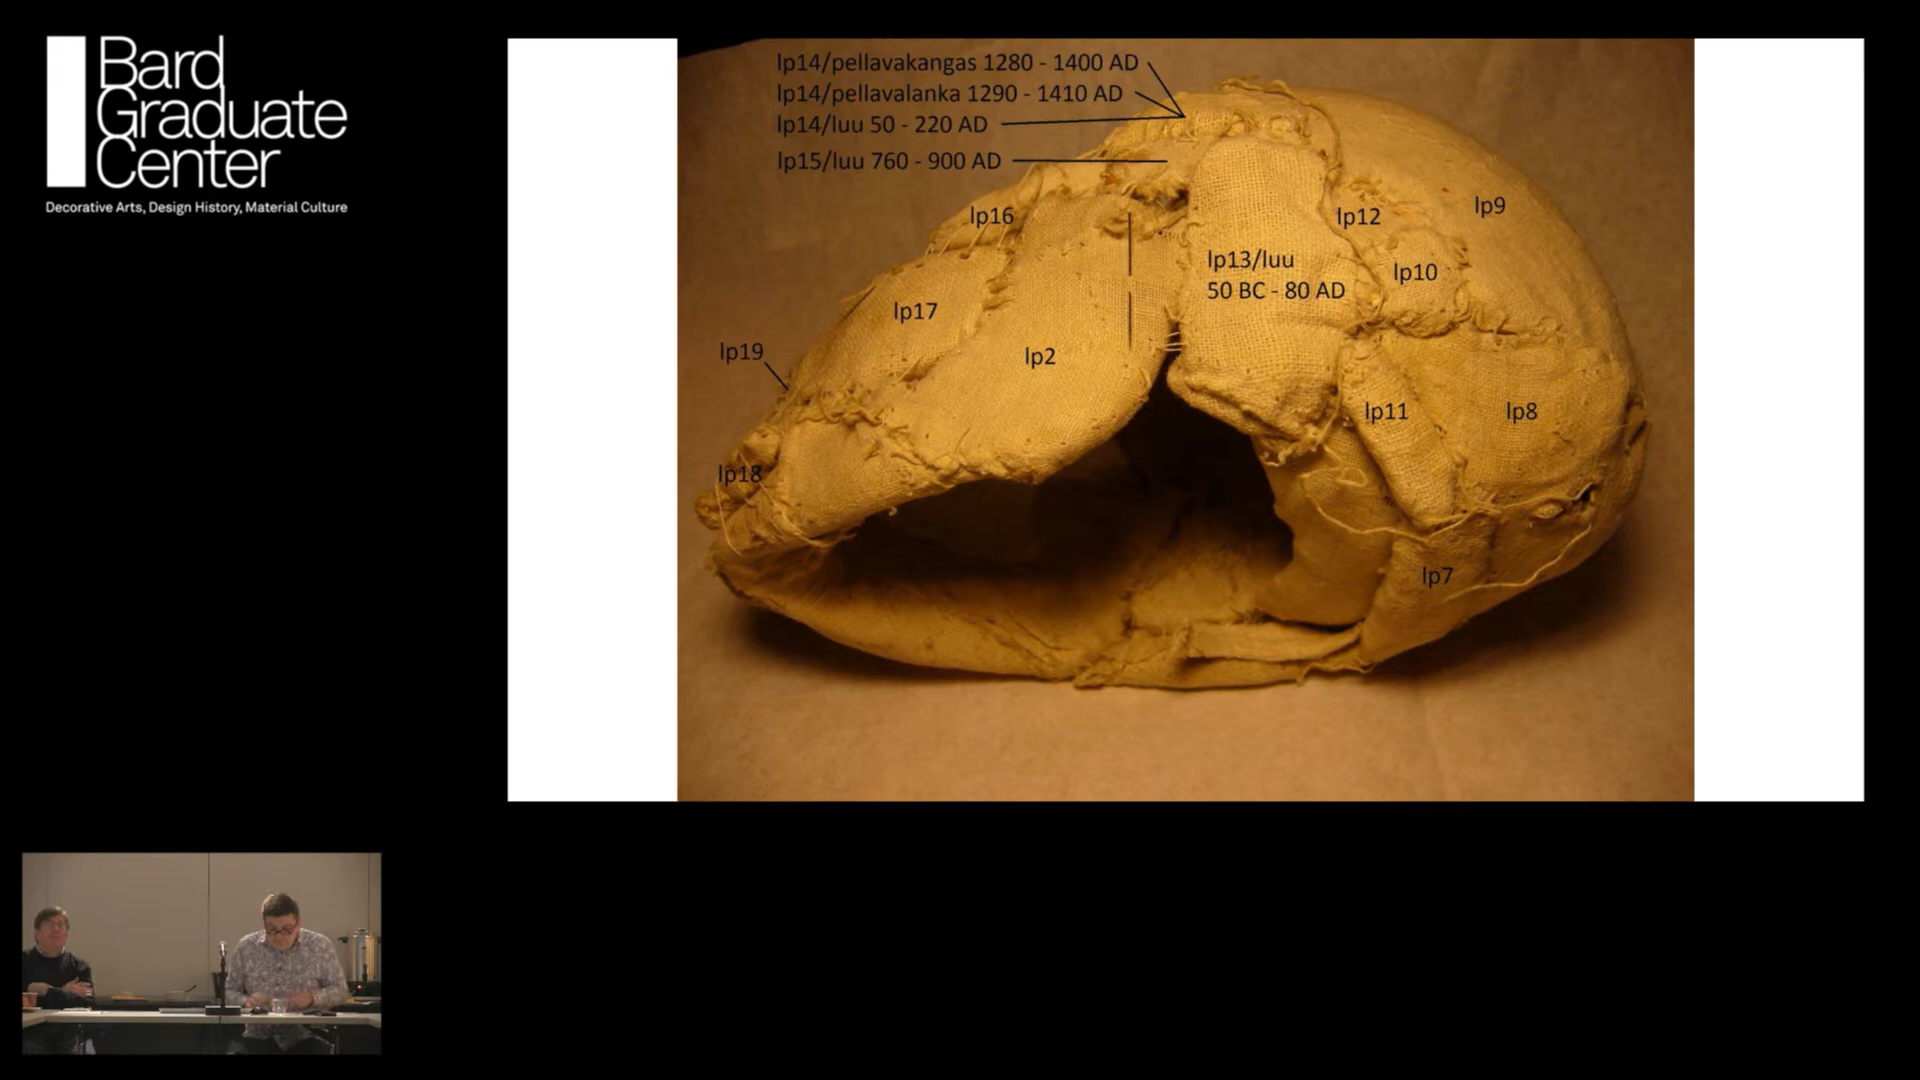 Bard
Graduate
Center
Decorative Arts, Design History, Material Culture
lp14/pellavakangas 1280 - 1400 AD
lp14/pellavalanka 1290 - 1410 AD
lp14/luu 50 - 220 AD
lp15/luu 760 - 900 AD
lp16
lp12
lp9
lp13/luu
50 BC - 80 AD
lp10
lp17
lp19
lp2
lp11
lp8
lp18
lp7